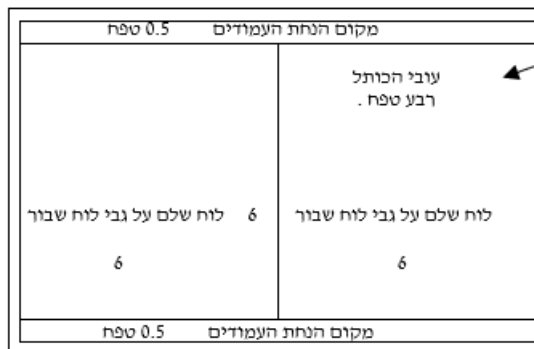 מקום הנחת העמודים 0.5 טפח
עובי הכותל
רבע טפח .
לוח שלם על גבי לוח שבור 6 לוח שלם על גבי לוח שבור
6 6
מקום הנחת העמודים 0.5 טפח